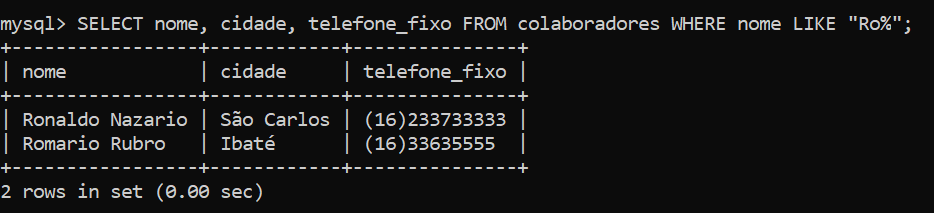 mysql> SELECT nome, cidade, telefone_fixo FROM colaboradores WHERE nome LIKE "Ro%";
+-----------------+------------+---------------+
| nome            | cidade     | telefone_fixo |
+-----------------+------------+---------------+
| Ronaldo Nazario | São Carlos | (16)233733333 |
| Romario Rubro   | Ibaté      | (16)33635555  |
+-----------------+------------+---------------+
2 rows in set (0.00 sec)